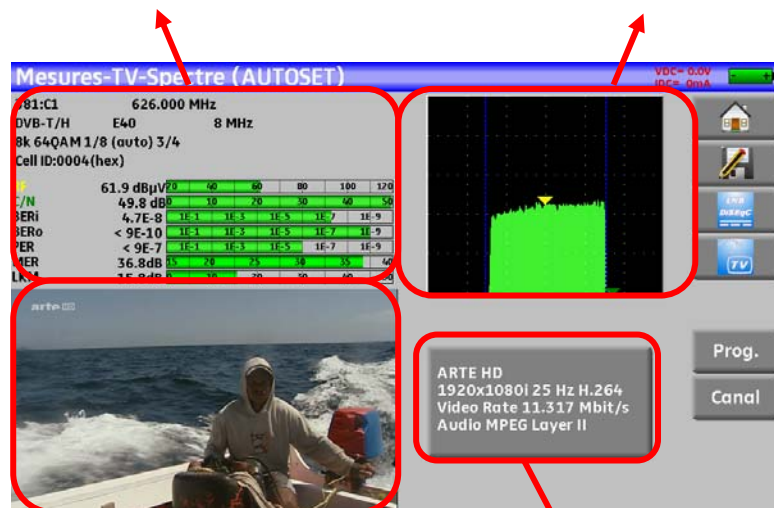 Mesures-TV-Spectre (AUTOSET)
VDC= 0.0V
IDC= 0mA
- +
626.000 MHz
DVB-T/H E40 8 MHz
8k 64QAM 1/8 (auto) 3/4
Cell ID:0004(hex)
61.9 dBµV 20 40 60 80 100 120
C/N 49.8 dB 0 10 20 30 40 50
BERi 4.7E-8 1E-1 1E-3 1E-5 1E-7 1E-9
BERo < 9E-10 1E-1 1E-3 1E-5 1E-7 1E-9
PER < 9E-7 1E-1 1E-3 1E-5 1E-7 1E-9
MER 36.8dB 15 20 25 30 35 40
LKM 15.8dB
LNB
DiSEqC
TV
arte HD
ARTE HD
1920x1080i 25 Hz H.264
Video Rate 11.317 Mbit/s
Audio MPEG Layer II
Prog.
Canal